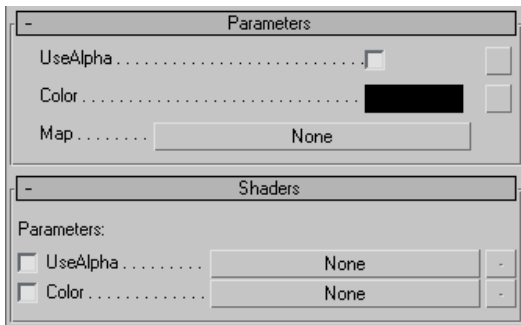 - Parameters
UseAlpha . . . . . . . . . . . . . . . . . . . . . . . . . . .
Color . . . . . . . . . . . . . . . . . . . . . . . . . . . . . .
Map . . . . . . . . None
- Shaders
Parameters:
UseAlpha . . . . . . . . . None -
Color . . . . . . . . . . . . . None -